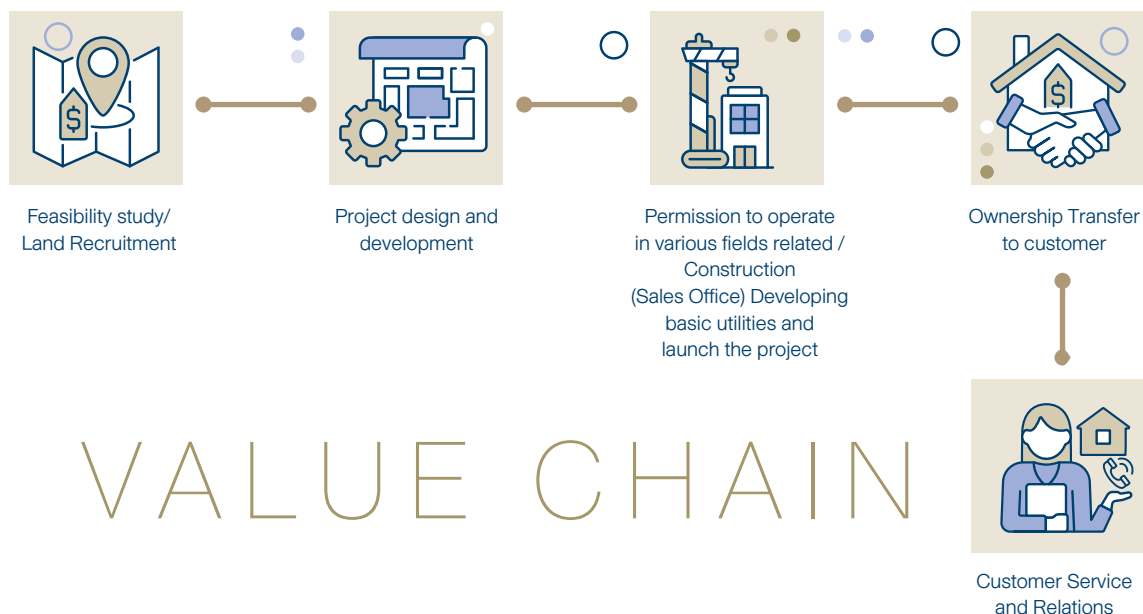 $
$
Feasibility study/
Land Recruitment
Project design and
development
Permission to operate
in various fields related /
Construction
(Sales Office) Developing
basic utilities and
launch the project
Ownership Transfer
to customer
VALUE CHAIN
Customer Service
and Relations